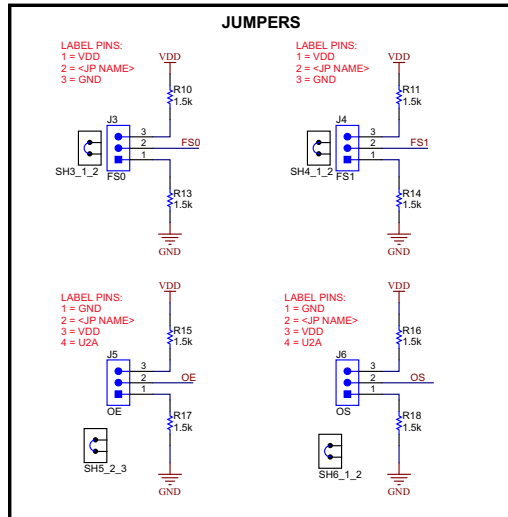 JUMPERS
LABEL PINS:
1 = VDD
2 = <JP NAME>
3 = GND
VDD
R10
1.5k
J3
3
2
1
FS0
FS0
SH3_1_2
R13
1.5k
GND
LABEL PINS:
1 = VDD
2 = <JP NAME>
3 = GND
VDD
R11
1.5k
J4
3
2
1
FS1
FS1
SH4_1_2
R14
1.5k
GND
LABEL PINS:
1 = GND
2 = <JP NAME>
3 = VDD
4 = U2A
VDD
R15
1.5k
J5
3
2
1
OE
OE
R17
1.5k
SH5_2_3
GND
LABEL PINS:
1 = GND
2 = <JP NAME>
3 = VDD
4 = U2A
VDD
R16
1.5k
J6
3
2
1
OS
OS
R18
1.5k
SH6_1_2
GND